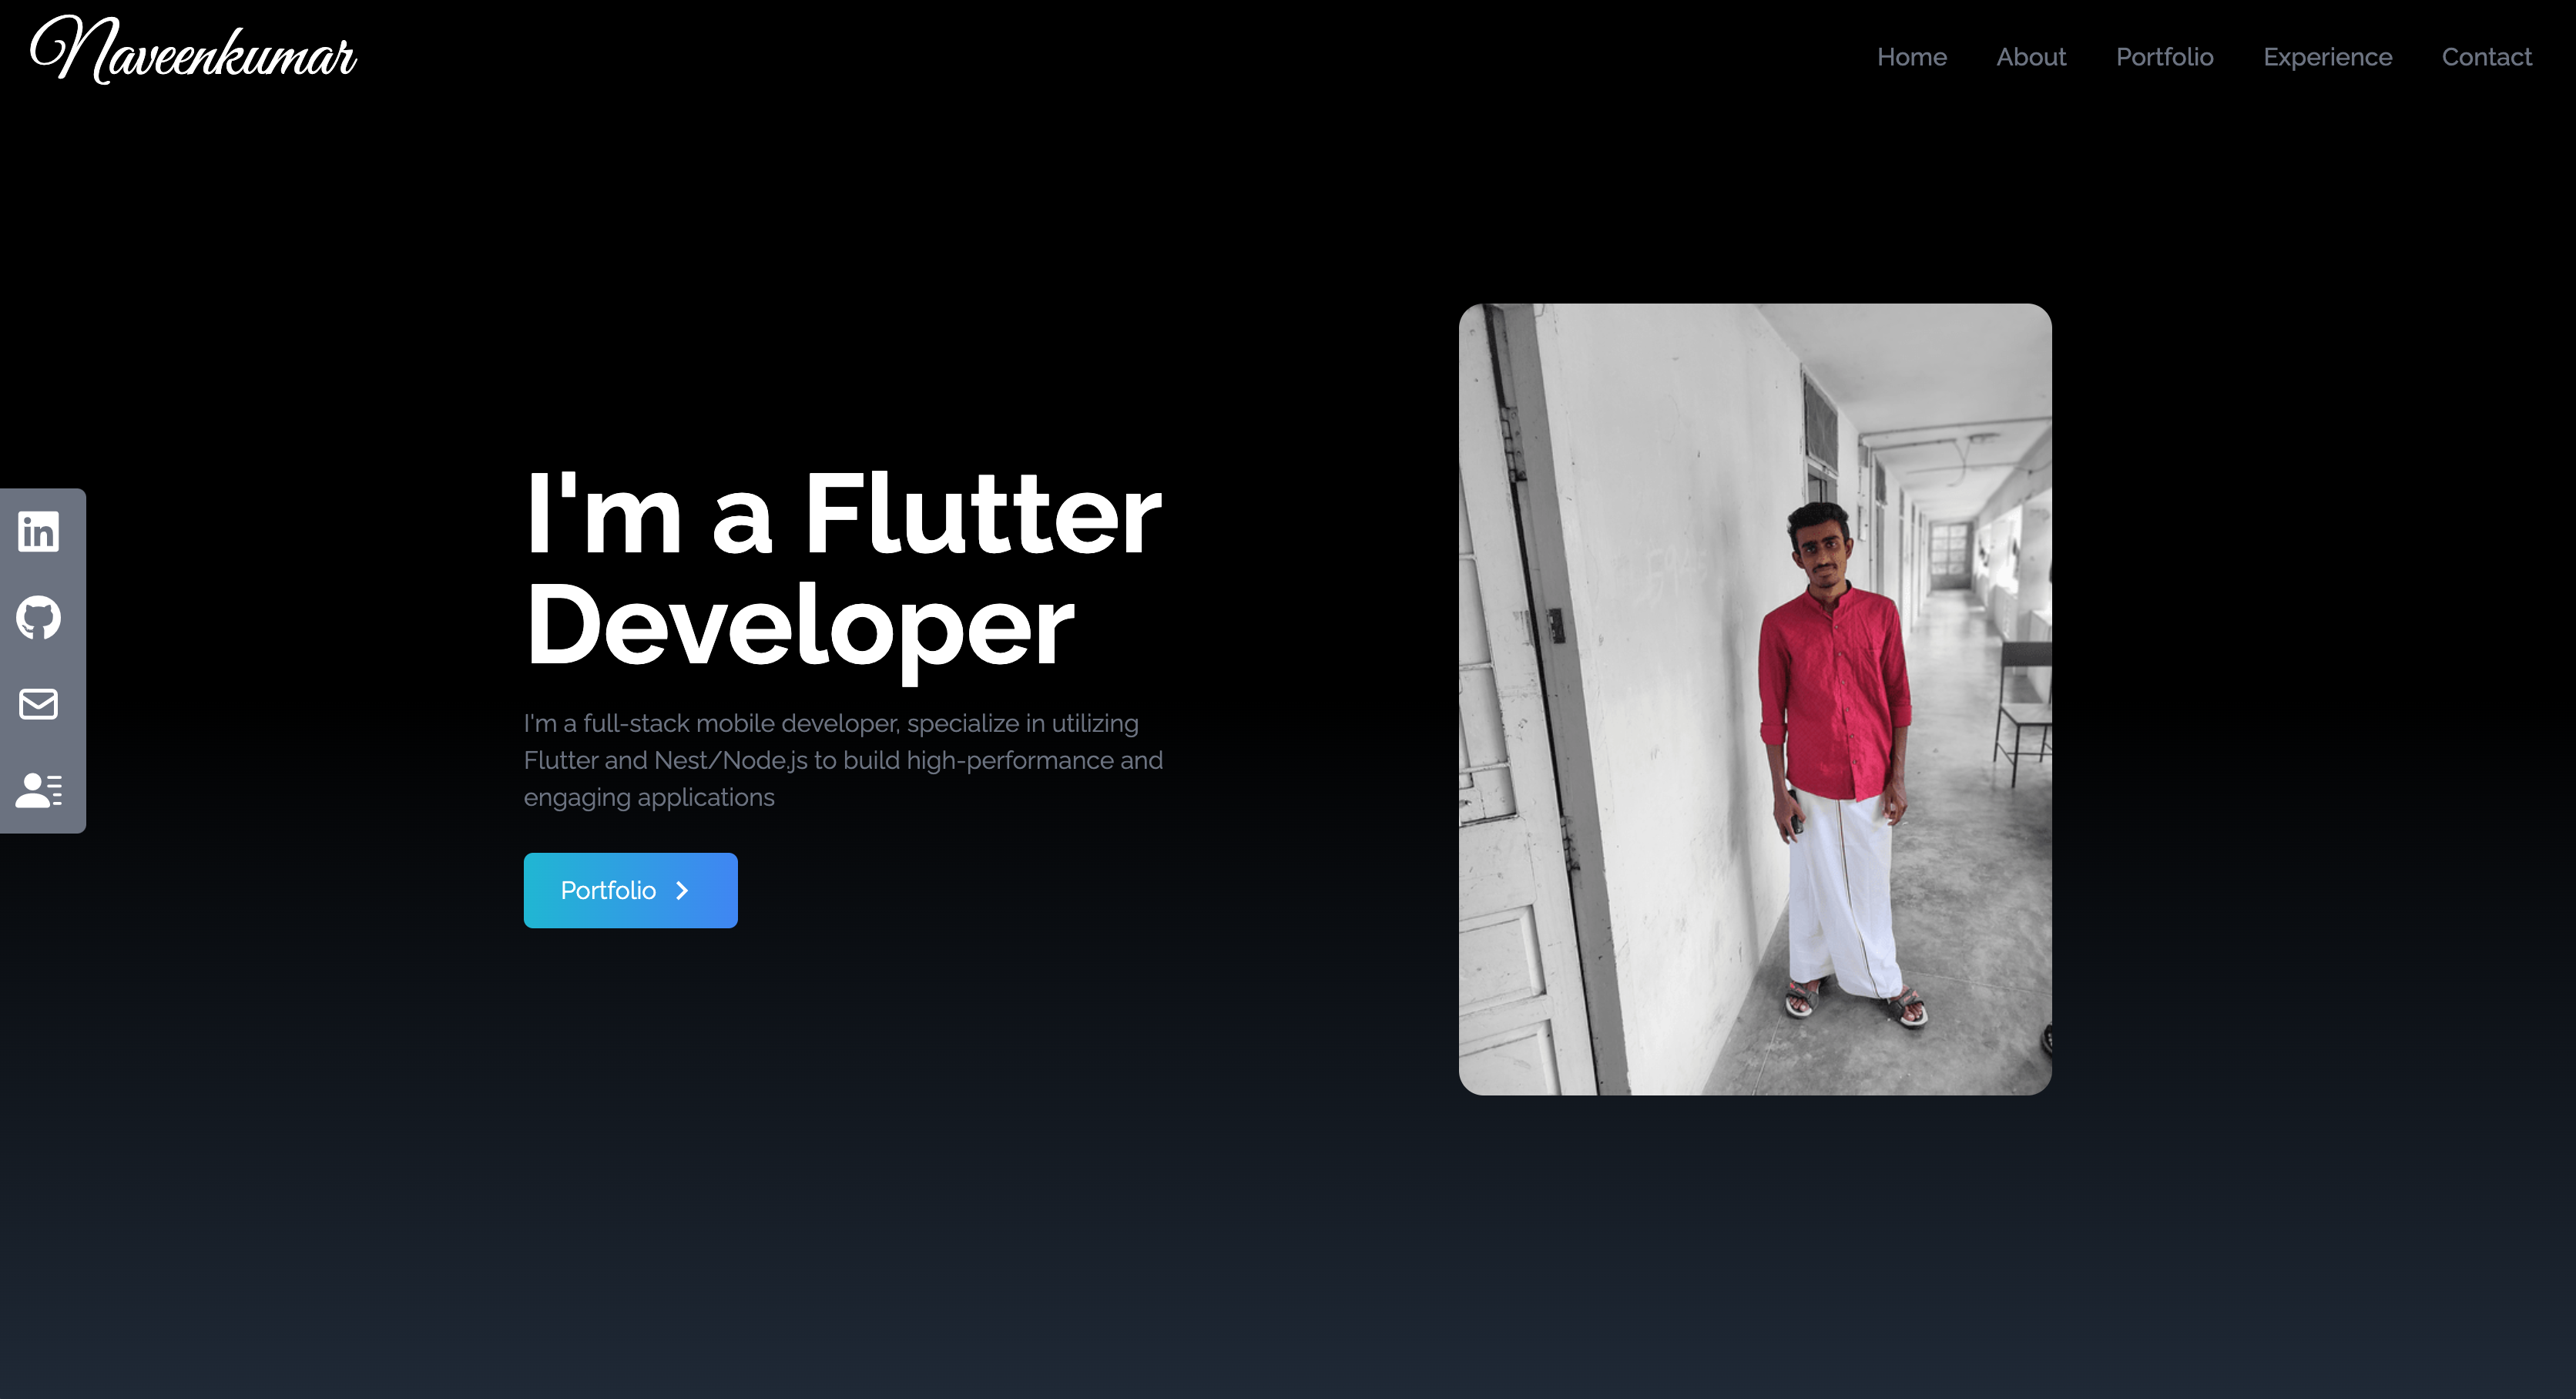 Naveenkumar
Home About Portfolio Experience Contact
I'm a Flutter
Developer
I'm a full-stack mobile developer, specialize in utilizing
Flutter and Nest/Node.js to build high-performance and
engaging applications
Portfolio
in